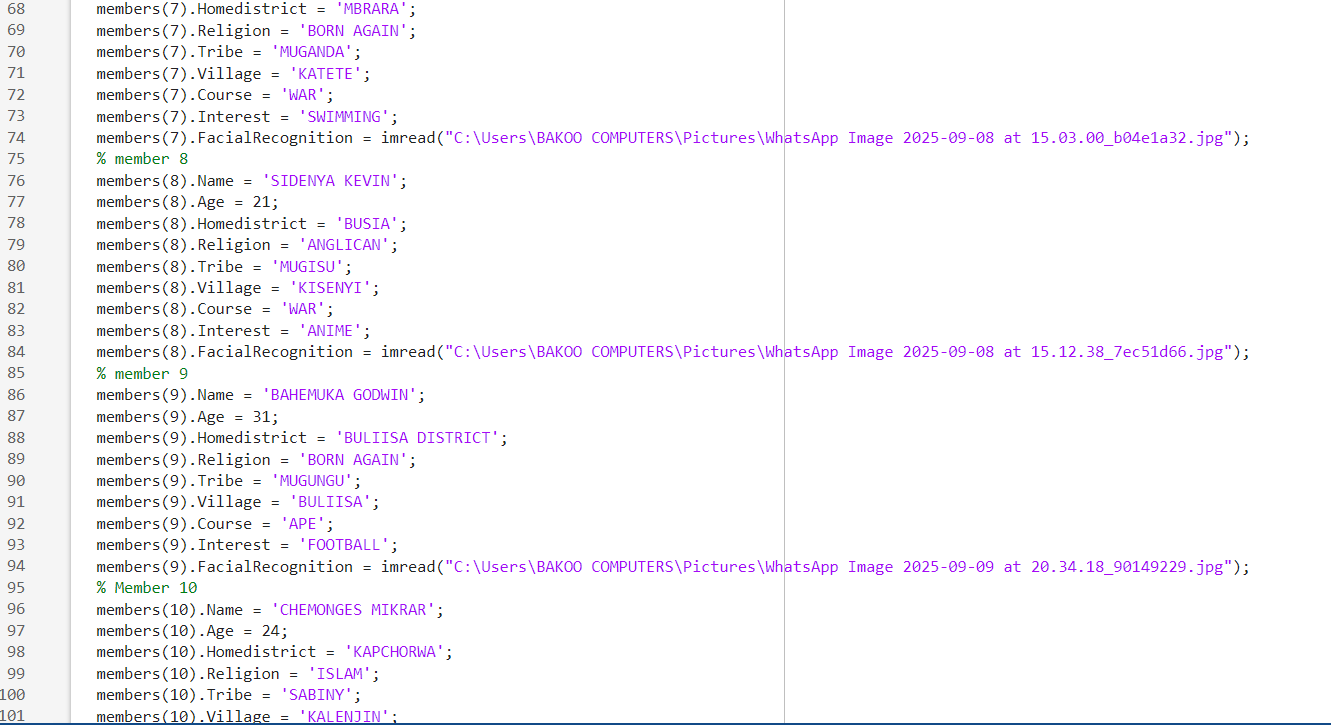 68 members(7).Homedistrict = 'MBRARA';
69 members(7).Religion = 'BORN AGAIN';
70 members(7).Tribe = 'MUGANDA';
71 members(7).Village = 'KATETE';
72 members(7).Course = 'WAR';
73 members(7).Interest = 'SWIMMING';
74 members(7).FacialRecognition = imread("C:\Users\BAKOO COMPUTERS\Pictures\WhatsApp Image 2025-09-08 at 15.03.00_b04e1a32.jpg");
75 % member 8
76 members(8).Name = 'SIDENYA KEVIN';
77 members(8).Age = 21;
78 members(8).Homedistrict = 'BUSIA';
79 members(8).Religion = 'ANGLICAN';
80 members(8).Tribe = 'MUGISU';
81 members(8).Village = 'KISENYI';
82 members(8).Course = 'WAR';
83 members(8).Interest = 'ANIME';
84 members(8).FacialRecognition = imread("C:\Users\BAKOO COMPUTERS\Pictures\WhatsApp Image 2025-09-08 at 15.12.38_7ec51d66.jpg");
85 % member 9
86 members(9).Name = 'BAHEMUKA GODWIN';
87 members(9).Age = 31;
88 members(9).Homedistrict = 'BULIISA DISTRICT';
89 members(9).Religion = 'BORN AGAIN';
90 members(9).Tribe = 'MUGUNGU';
91 members(9).Village = 'BULIISA';
92 members(9).Course = 'APE';
93 members(9).Interest = 'FOOTBALL';
94 members(9).FacialRecognition = imread("C:\Users\BAKOO COMPUTERS\Pictures\WhatsApp Image 2025-09-09 at 20.34.18_90149229.jpg");
95 % Member 10
96 members(10).Name = 'CHEMONGES MIKRAR';
97 members(10).Age = 24;
98 members(10).Homedistrict = 'KAPCHORWA';
99 members(10).Religion = 'ISLAM';
100 members(10).Tribe = 'SABINY';
101 members(10).Village = 'KALENJIN';